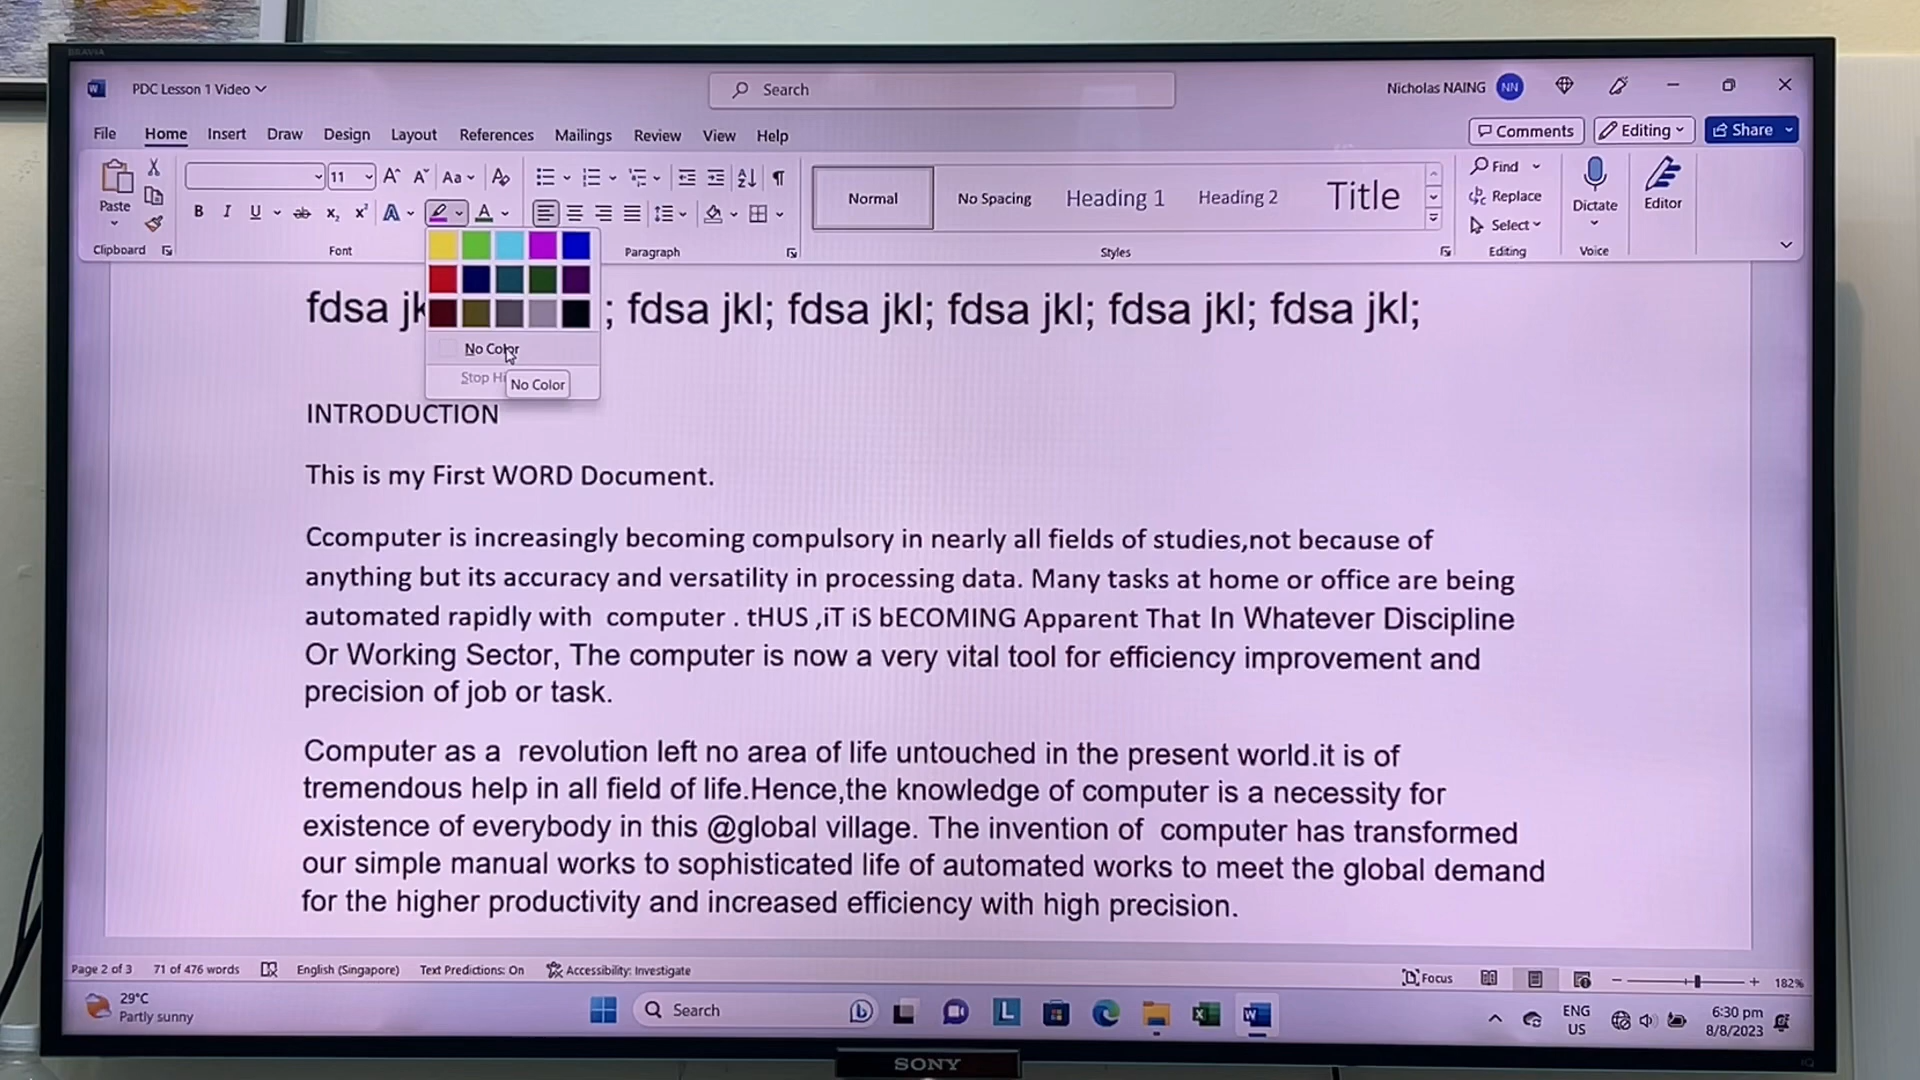 BRAVIA
PDC Lesson 1 Video
Search
Nicholas NAING NN
File Home Insert Draw Design Layout References Mailings Review View Help
Comments Editing Share
Paste
11
Aa
B I U ab x₂ x² A A
Normal
No Spacing
Heading 1
Heading 2
Title
Find
Replace
Select
Dictate
Editor
Clipboard Font Paragraph Styles Editing Voice
fdsa jk ; fdsa jkl; fdsa jkl; fdsa jkl; fdsa jkl; fdsa jkl;
No Color
Stop Hi
No Color
INTRODUCTION
This is my First WORD Document.
Ccomputer is increasingly becoming compulsory in nearly all fields of studies,not because of
anything but its accuracy and versatility in processing data. Many tasks at home or office are being
automated rapidly with  computer . tHUS ,iT iS bECOMING Apparent That In Whatever Discipline
Or Working Sector, The computer is now a very vital tool for efficiency improvement and
precision of job or task.
Computer as a  revolution left no area of life untouched in the present world.it is of
tremendous help in all field of life.Hence,the knowledge of computer is a necessity for
existence of everybody in this @global village. The invention of  computer has transformed
our simple manual works to sophisticated life of automated works to meet the global demand
for the higher productivity and increased efficiency with high precision.
Page 2 of 3 71 of 476 words English (Singapore) Text Predictions: On Accessibility: Investigate Focus 182%
29°C
Partly sunny
Search
ENG
US
6:30 pm
8/8/2023
SONY